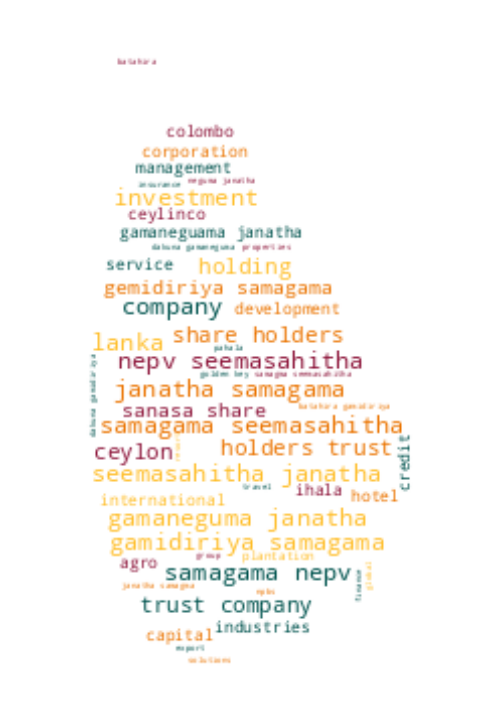 batahira
colombo
corporation
management
insurance neguma janatha
investment
ceylinco
gamaneguama janatha
dakuna gamaneguma properties
service holding
gemidiriya samagama
company development
share holders
lanka
pahala
nepv seemasahitha
golden key samagma seemasahitha
dakuna gamidiriya
janatha samagama
sanasa share batahira gamidiriya
samagama seemasahitha
holders trust
ceylon
credit
seemasahitha janatha
travel ihala hotel
international
gamaneguma janatha
gamidiriya samagama
group plantation
agro
samagama nepv
finance
global
janatha samagma
trust company
industries
capital
export
solutions